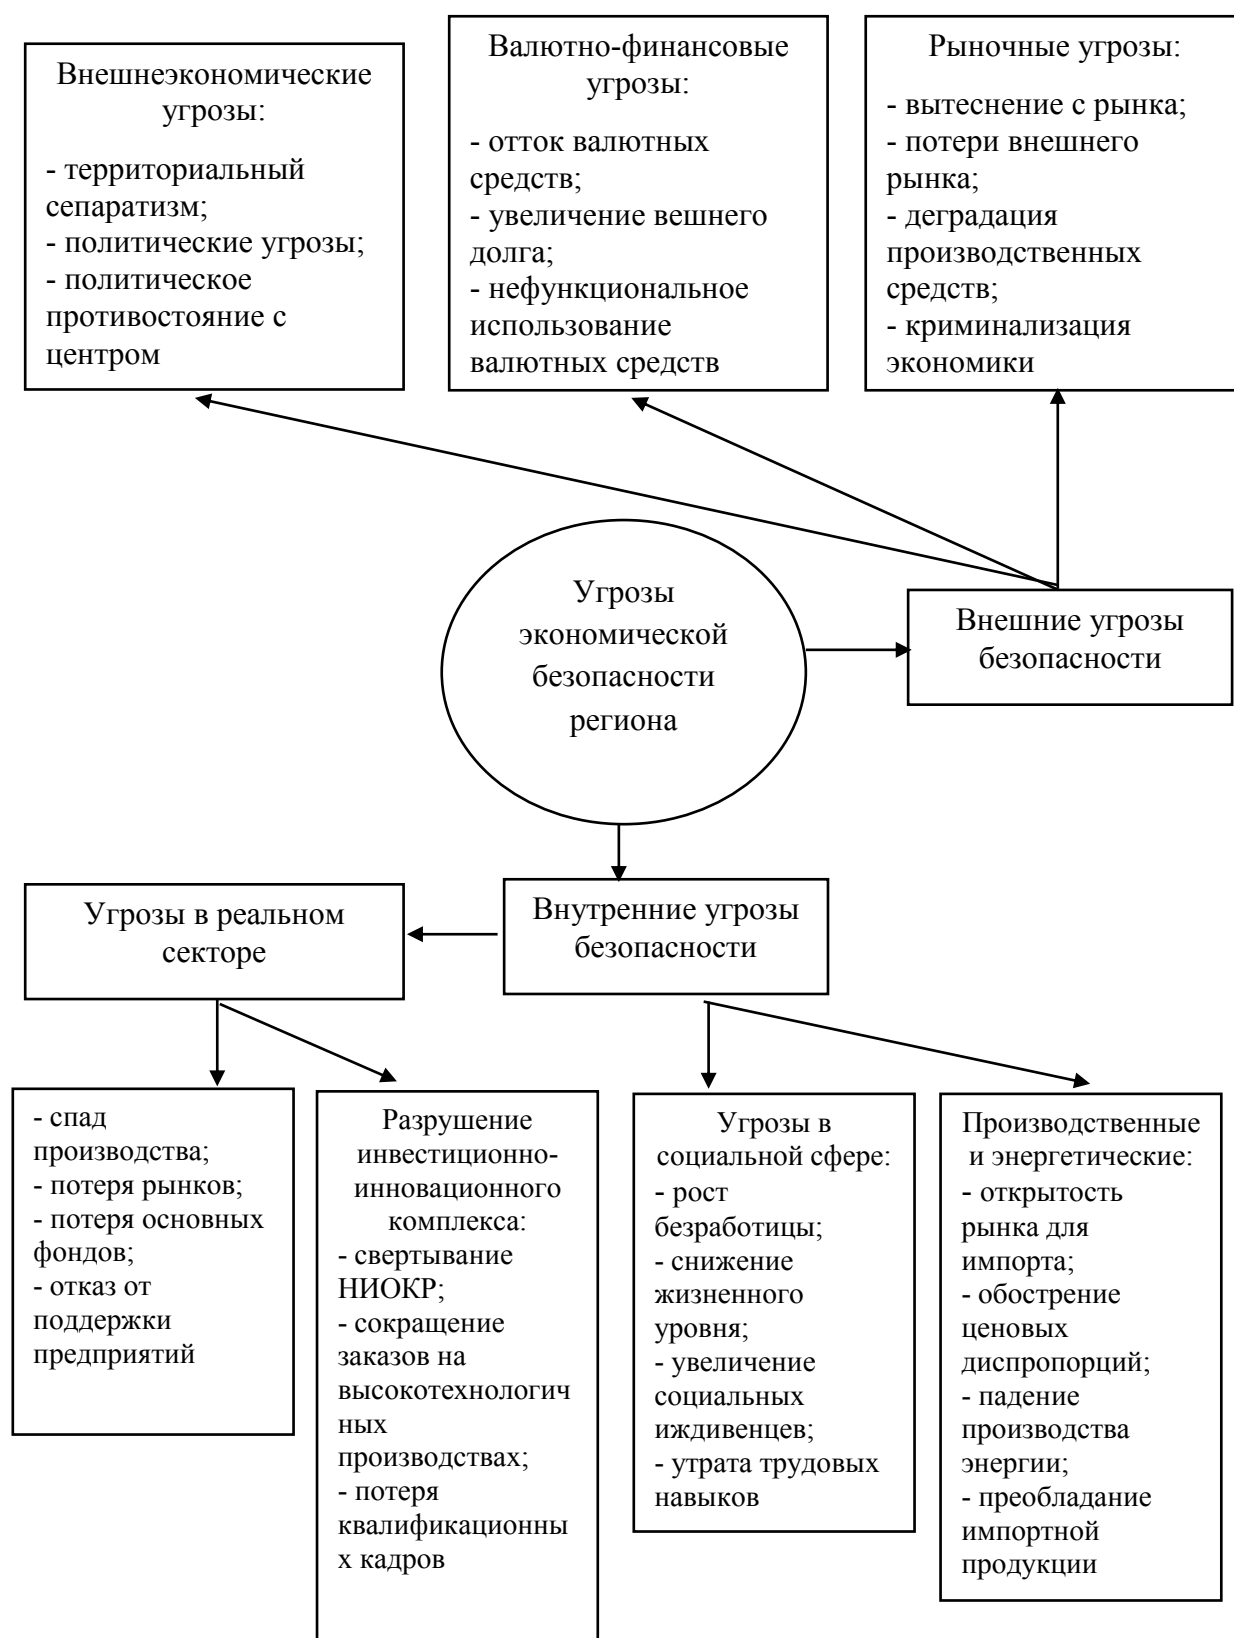 Внешнеэкономические
угрозы:
- территориальный
сепаратизм;
- политические угрозы;
- политическое
противостояние с
центром
Валютно-финансовые
угрозы:
- отток валютных
средств;
- увеличение вешнего
долга;
- нефункциональное
использование
валютных средств
Рыночные угрозы:
- вытеснение с рынка;
- потери внешнего
рынка;
- деградация
производственных
средств;
- криминализация
экономики
Угрозы
экономической
безопасности
региона
Внешние угрозы
безопасности
Угрозы в реальном
секторе
Внутренние угрозы
безопасности
- спад
производства;
- потеря рынков;
- потеря основных
фондов;
- отказ от
поддержки
предприятий
Разрушение
инвестиционно-
инновационного
комплекса:
- свертывание
НИОКР;
- сокращение
заказов на
высокотехнологич
ных
производствах;
- потеря
квалификационны
х кадров
Угрозы в
социальной сфере:
- рост
безработицы;
- снижение
жизненного
уровня;
- увеличение
социальных
иждивенцев;
- утрата трудовых
навыков
Производственные
и энергетические:
- открытость
рынка для
импорта;
- обострение
ценовых
диспропорций;
- падение
производства
энергии;
- преобладание
импортной
продукции